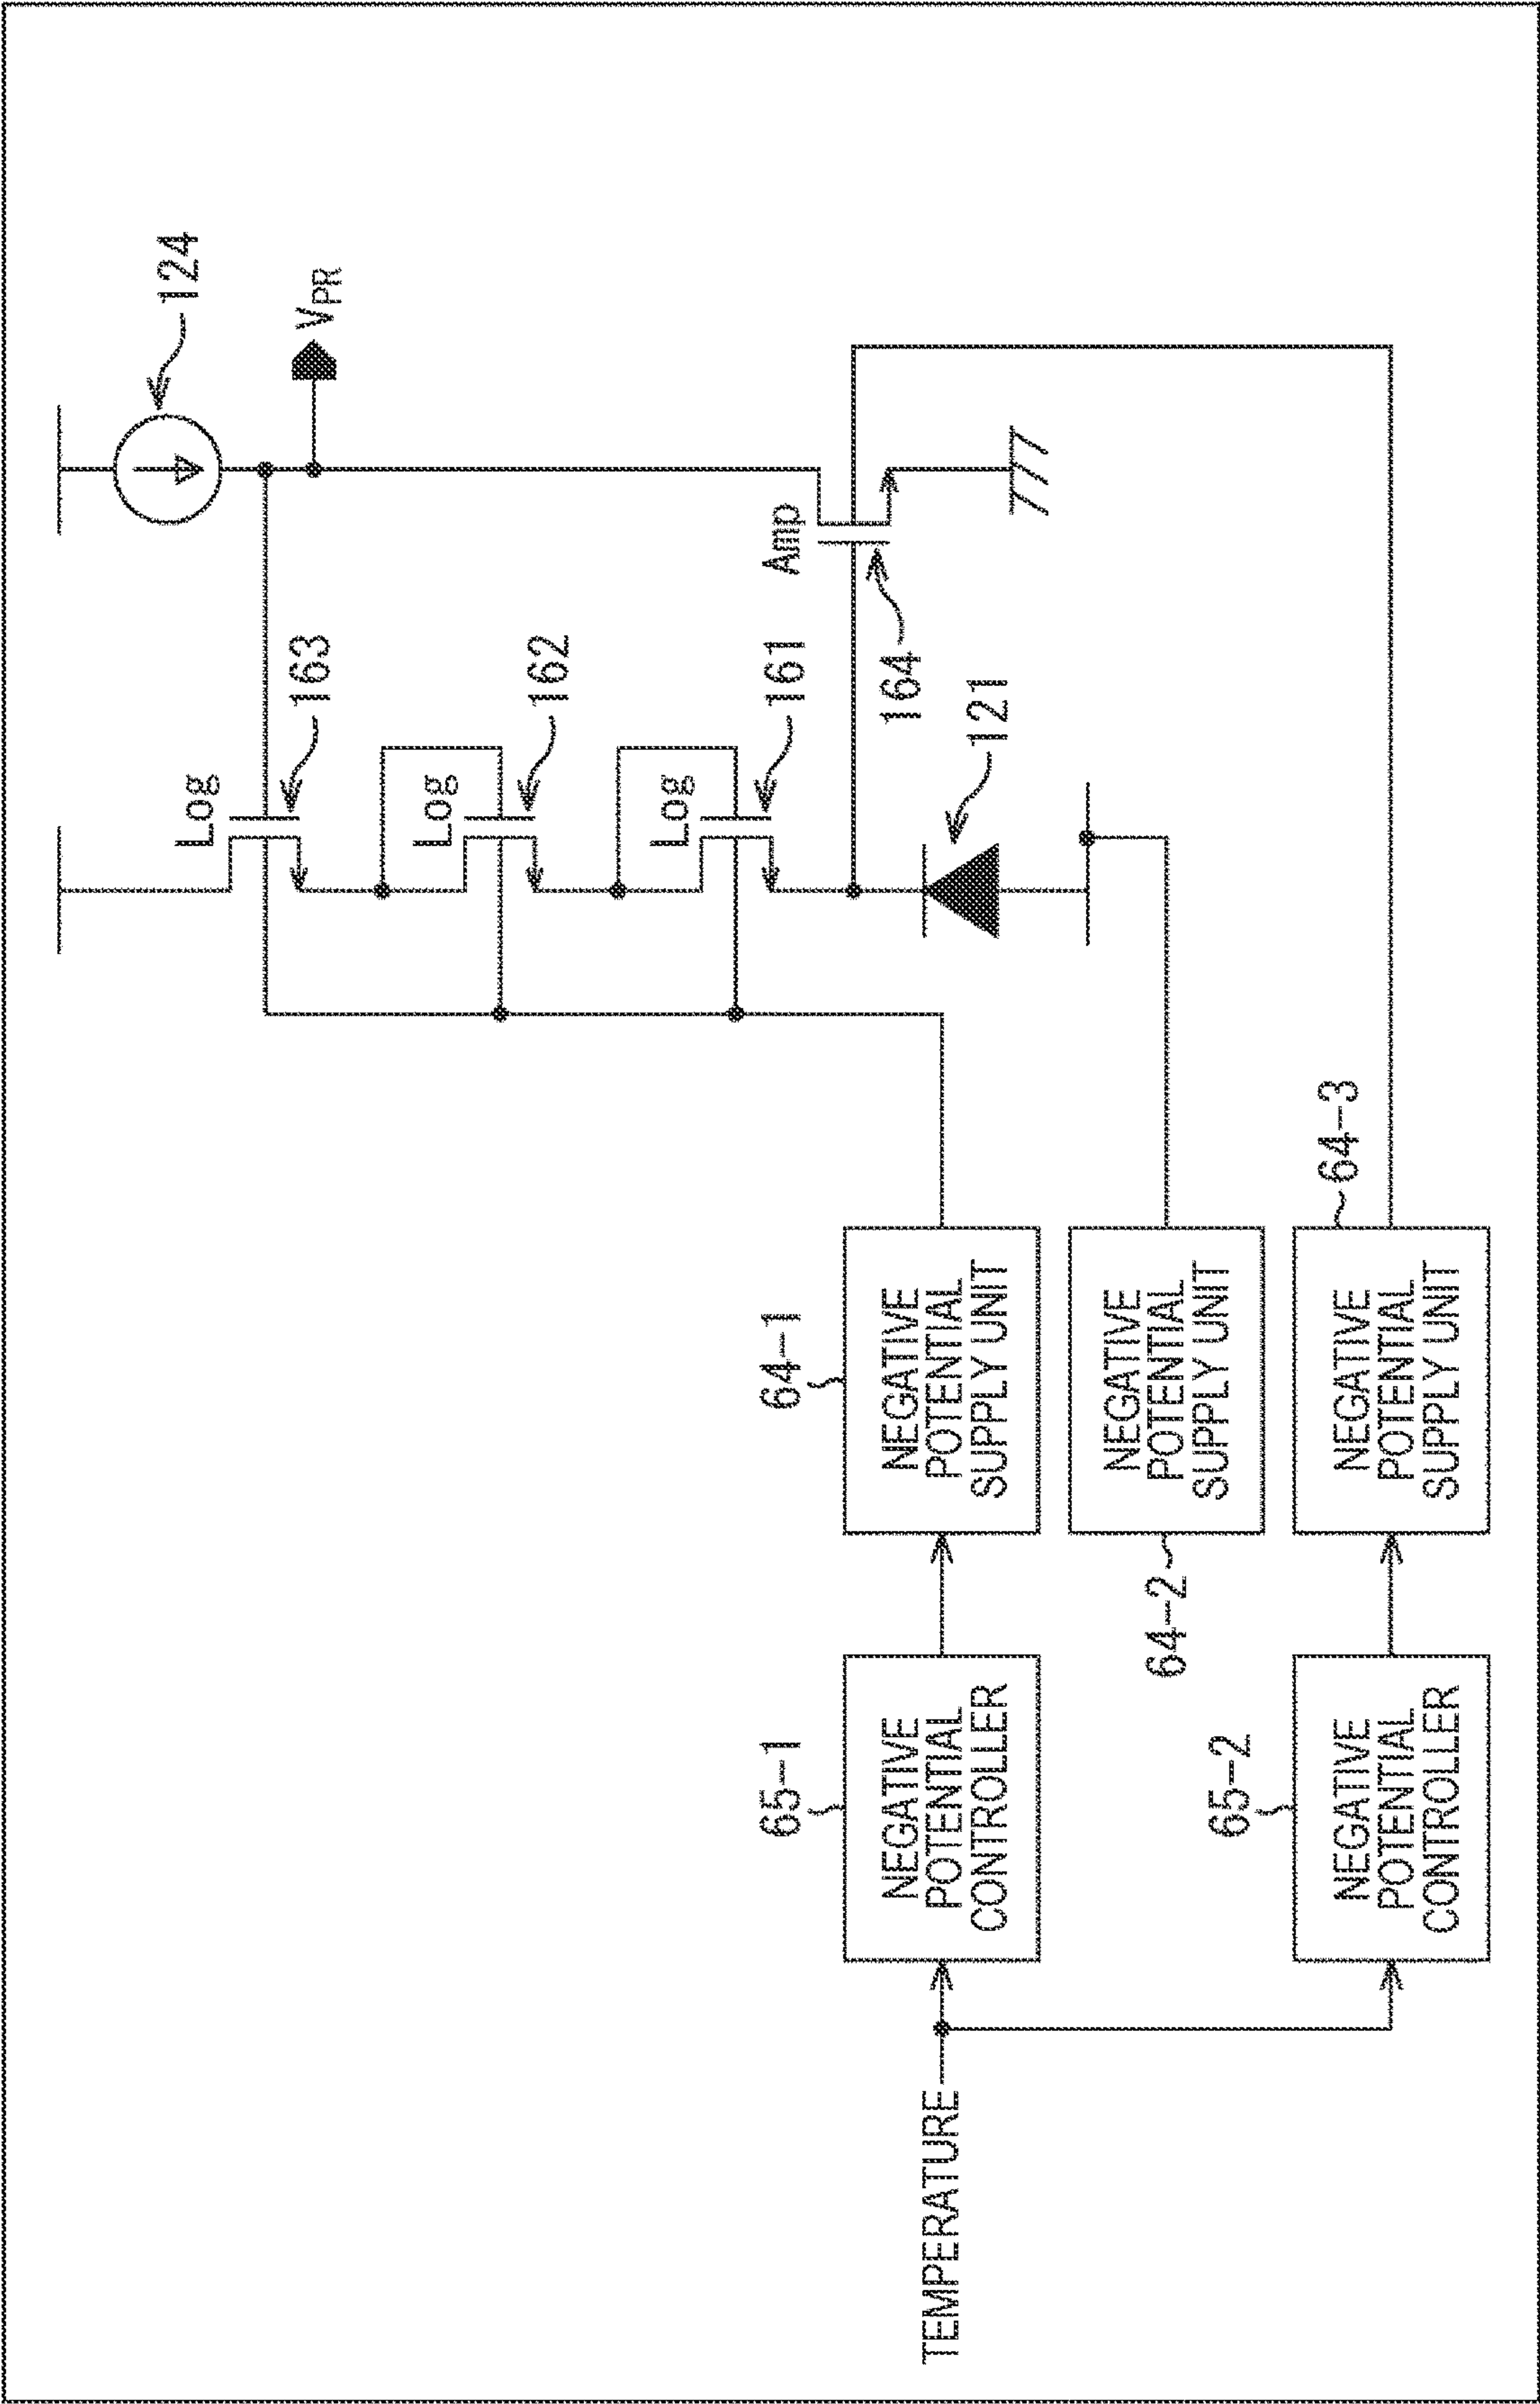 124
VPR
Log
163
Log
162
Log
161
Amp
164
121
64-1
NEGATIVE
POTENTIAL
SUPPLY UNIT
64-2
NEGATIVE
POTENTIAL
SUPPLY UNIT
64-3
NEGATIVE
POTENTIAL
SUPPLY UNIT
65-1
NEGATIVE
POTENTIAL
CONTROLLER
65-2
NEGATIVE
POTENTIAL
CONTROLLER
TEMPERATURE